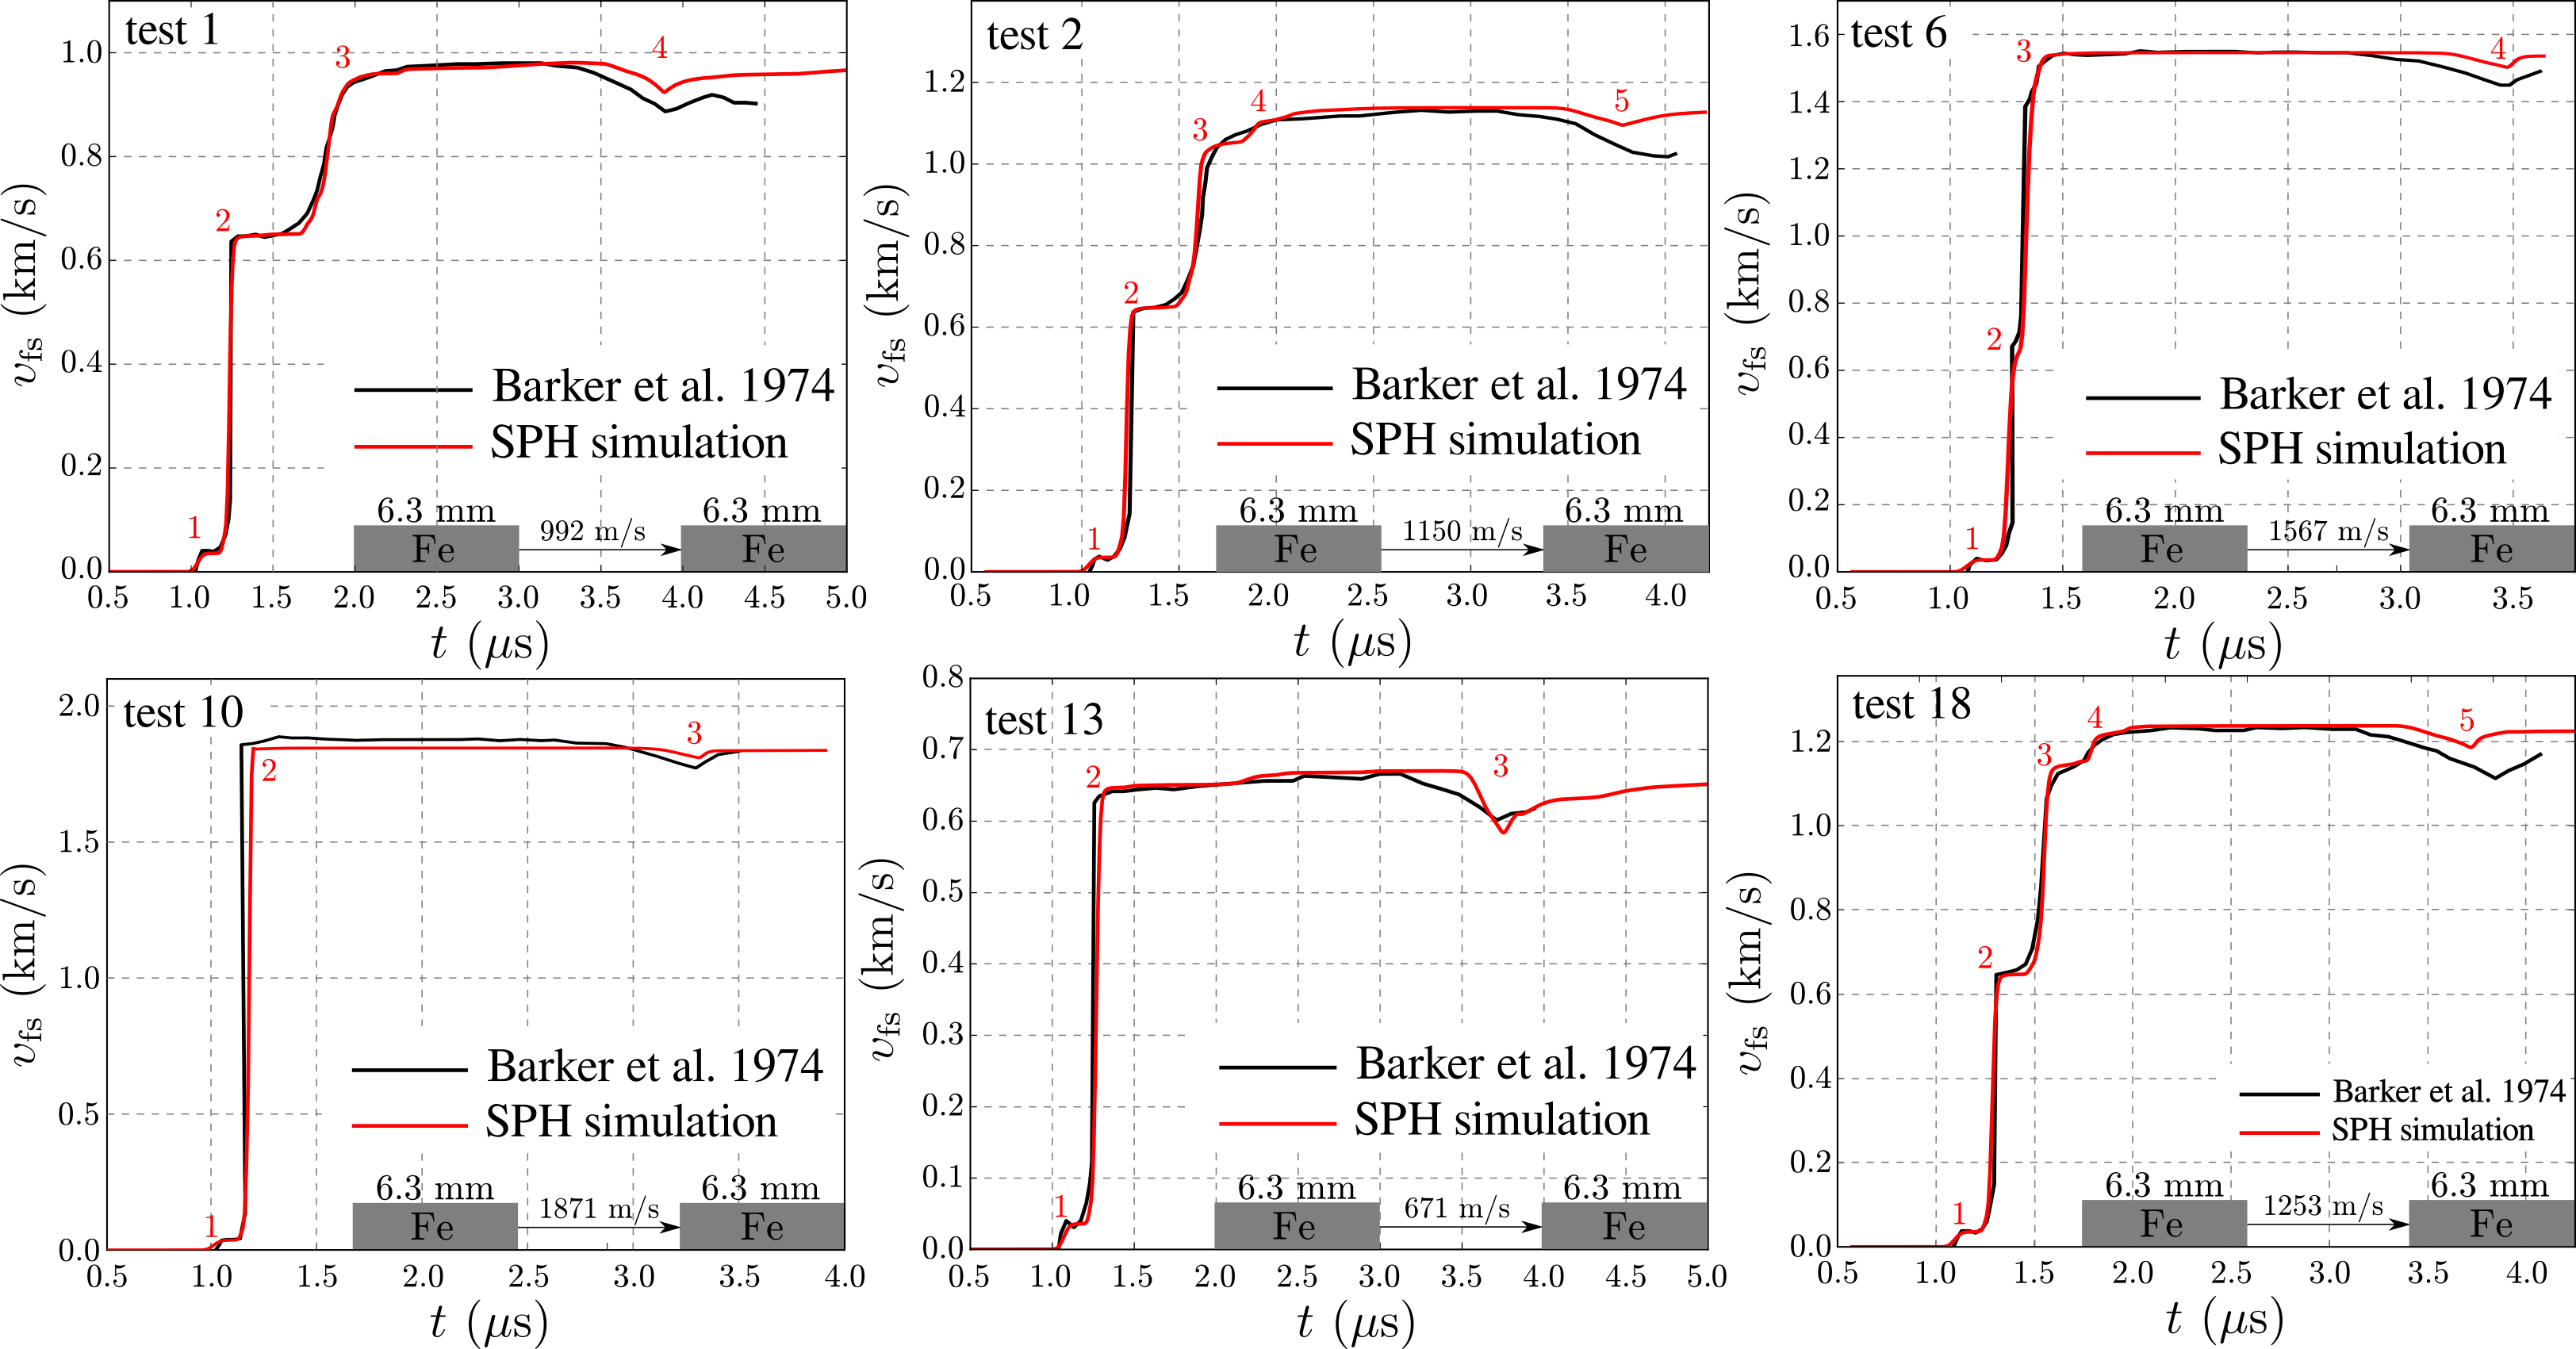 test 1
1.0
0.8
0.6
0.4
0.2
0.0
v_fs (km/s)
1
2
3
4
Barker et al. 1974
SPH simulation
6.3 mm
992 m/s
6.3 mm
Fe
Fe
0.5 1.0 1.5 2.0 2.5 3.0 3.5 4.0 4.5 5.0
t (μs)
test 2
1.2
1.0
0.8
0.6
0.4
0.2
0.0
v_fs (km/s)
1
2
3
4
5
Barker et al. 1974
SPH simulation
6.3 mm
1150 m/s
6.3 mm
Fe
Fe
0.5 1.0 1.5 2.0 2.5 3.0 3.5 4.0
t (μs)
test 6
1.6
1.4
1.2
1.0
0.8
0.6
0.4
0.2
0.0
v_fs (km/s)
1
2
3
4
Barker et al. 1974
SPH simulation
6.3 mm
1567 m/s
6.3 mm
Fe
Fe
0.5 1.0 1.5 2.0 2.5 3.0 3.5
t (μs)
test 10
2.0
1.5
1.0
0.5
0.0
v_fs (km/s)
1
2
3
Barker et al. 1974
SPH simulation
6.3 mm
1871 m/s
6.3 mm
Fe
Fe
0.5 1.0 1.5 2.0 2.5 3.0 3.5 4.0
t (μs)
test 13
0.8
0.7
0.6
0.5
0.4
0.3
0.2
0.1
0.0
v_fs (km/s)
1
2
3
Barker et al. 1974
SPH simulation
6.3 mm
671 m/s
6.3 mm
Fe
Fe
0.5 1.0 1.5 2.0 2.5 3.0 3.5 4.0 4.5 5.0
t (μs)
test 18
1.2
1.0
0.8
0.6
0.4
0.2
0.0
v_fs (km/s)
1
2
3
4
5
Barker et al. 1974
SPH simulation
6.3 mm
1253 m/s
6.3 mm
Fe
Fe
0.5 1.0 1.5 2.0 2.5 3.0 3.5 4.0
t (μs)